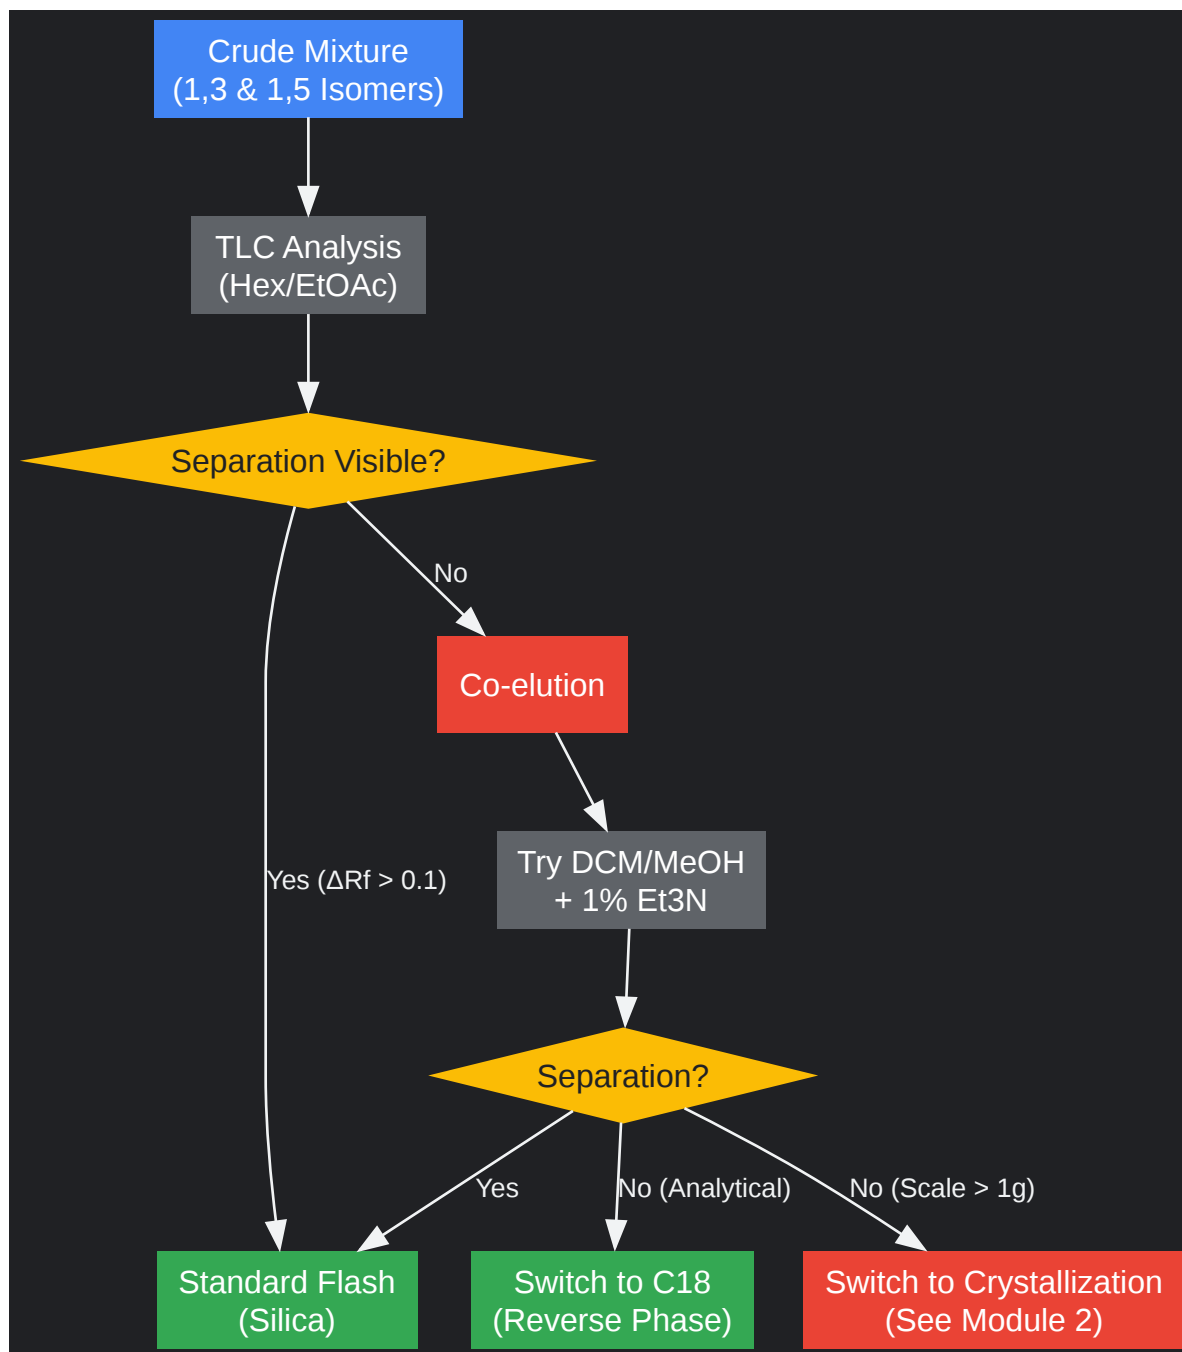 Crude Mixture
(1,3 & 1,5 Isomers)
TLC Analysis
(Hex/EtOAc)
Separation Visible?
No
Co-elution
Yes (ΔRf > 0.1)
Try DCM/MeOH
+ 1% Et3N
Separation?
Yes
No (Analytical)
No (Scale > 1g)
Standard Flash
(Silica)
Switch to C18
(Reverse Phase)
Switch to Crystallization
(See Module 2)